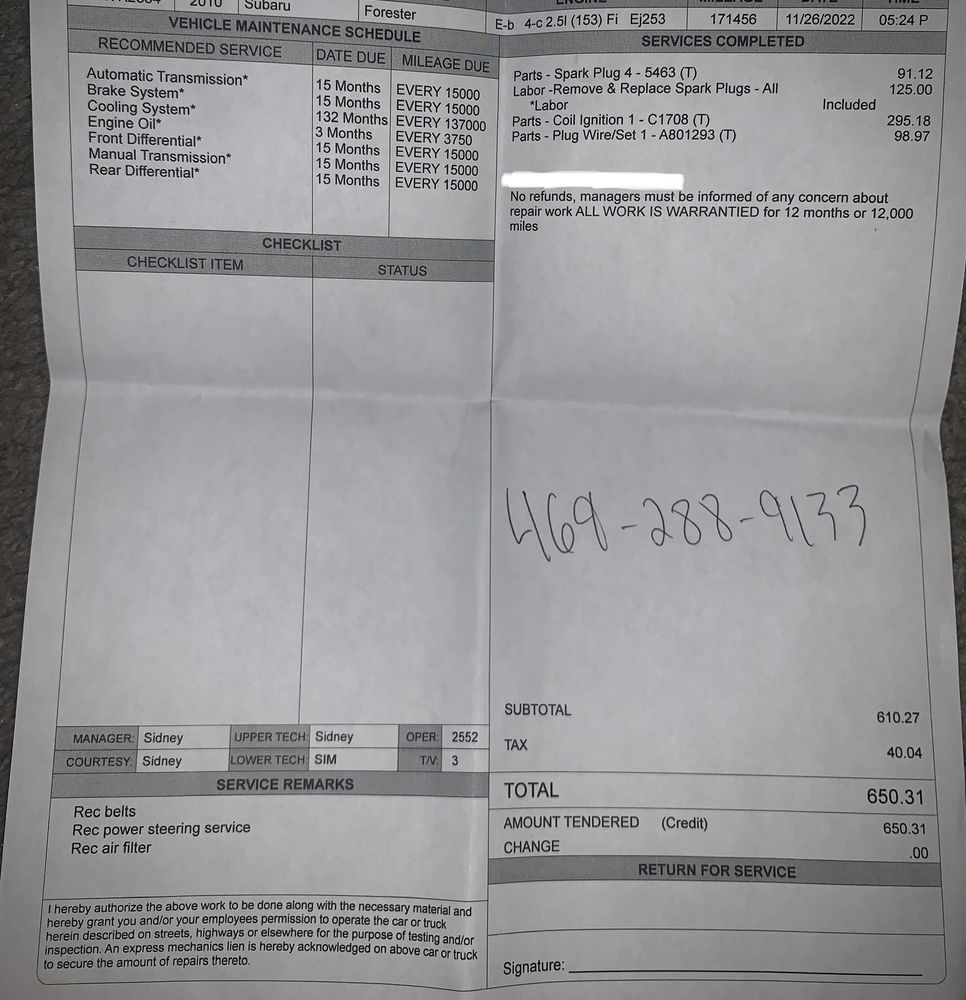 2010 Subaru Forester
E-b 4-c 2.5l (153) Fi Ej253 171456 11/26/2022 05:24 P
VEHICLE MAINTENANCE SCHEDULE
RECOMMENDED SERVICE DATE DUE MILEAGE DUE
Automatic Transmission* 15 Months EVERY 15000
Brake System* 15 Months EVERY 15000
Cooling System* 132 Months EVERY 137000
Engine Oil* 3 Months EVERY 3750
Front Differential* 15 Months EVERY 15000
Manual Transmission* 15 Months EVERY 15000
Rear Differential* 15 Months EVERY 15000
CHECKLIST
CHECKLIST ITEM STATUS
SERVICES COMPLETED
Parts - Spark Plug 4 - 5463 (T) 91.12
Labor -Remove & Replace Spark Plugs - All 125.00
*Labor Included
Parts - Coil Ignition 1 - C1708 (T) 295.18
Parts - Plug Wire/Set 1 - A801293 (T) 98.97
No refunds, managers must be informed of any concern about
repair work ALL WORK IS WARRANTIED for 12 months or 12,000
miles
469-288-9133
MANAGER: Sidney UPPER TECH: Sidney OPER: 2552
COURTESY: Sidney LOWER TECH: SIM T/V: 3
SERVICE REMARKS
Rec belts
Rec power steering service
Rec air filter
I hereby authorize the above work to be done along with the necessary material and
hereby grant you and/or your employees permission to operate the car or truck
herein described on streets, highways or elsewhere for the purpose of testing and/or
inspection. An express mechanics lien is hereby acknowledged on above car or truck
to secure the amount of repairs thereto.
SUBTOTAL 610.27
TAX 40.04
TOTAL 650.31
AMOUNT TENDERED (Credit) 650.31
CHANGE .00
RETURN FOR SERVICE
Signature: